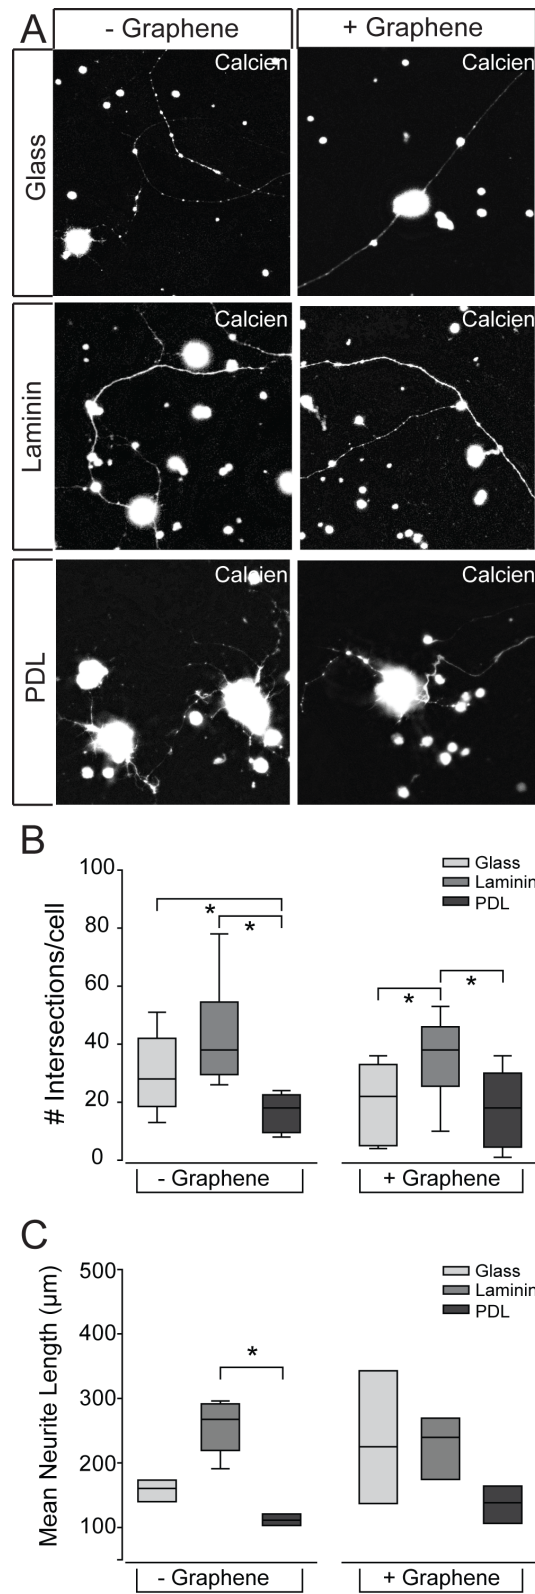 A
- Graphene
+ Graphene
Glass
Calcien
Calcien
Laminin
Calcien
Calcien
PDL
Calcien
Calcien
B
# Intersections/cell
100
80
60
40
20
0
*
*
*
*
Glass
Laminin
PDL
- Graphene
+ Graphene
C
Mean Neurite Length (µm)
500
400
300
200
100
*
Glass
Laminin
PDL
- Graphene
+ Graphene